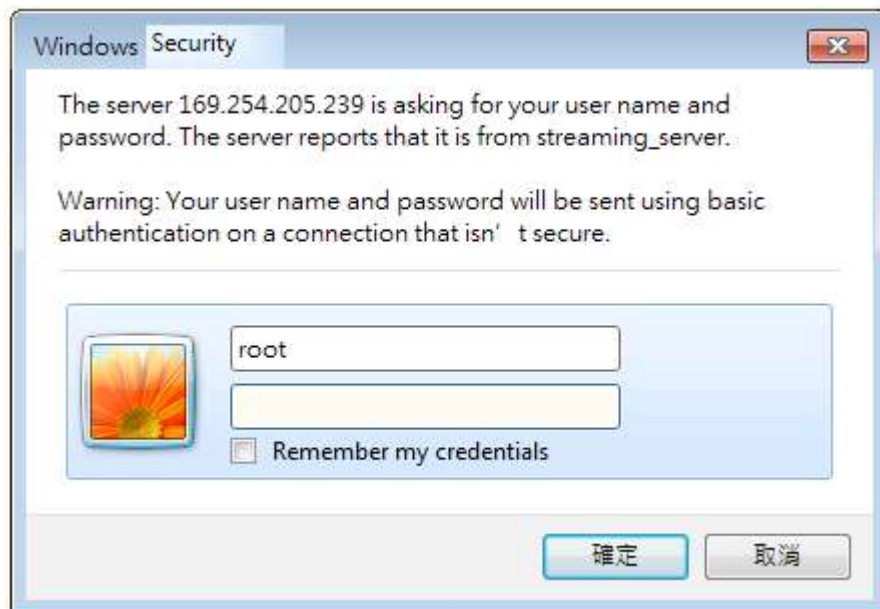 Windows Security
The server 169.254.205.239 is asking for your user name and
password. The server reports that it is from streaming_server.
Warning: Your user name and password will be sent using basic
authentication on a connection that isn't secure.
root
Remember my credentials
確定 取消